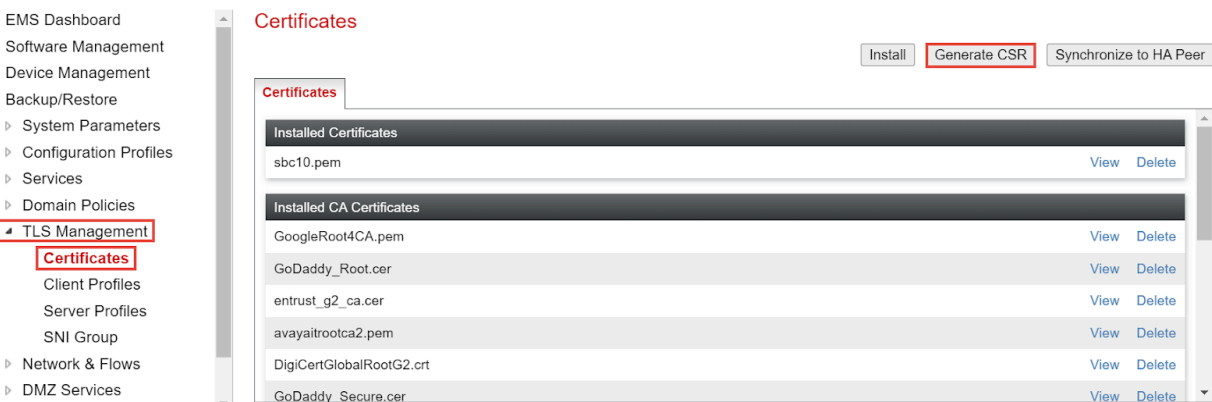 EMS Dashboard
Software Management
Device Management
Backup/Restore
System Parameters
Configuration Profiles
Services
Domain Policies
TLS Management
Certificates
Client Profiles
Server Profiles
SNI Group
Network & Flows
DMZ Services
Certificates
Install Generate CSR Synchronize to HA Peer
Certificates
Installed Certificates
sbc10.pem View Delete
Installed CA Certificates
GoogleRoot4CA.pem View Delete
GoDaddy_Root.cer View Delete
entrust_g2_ca.cer View Delete
avayaitrootca2.pem View Delete
DigiCertGlobalRootG2.crt View Delete
GoDaddy_Secure.cer View Delete